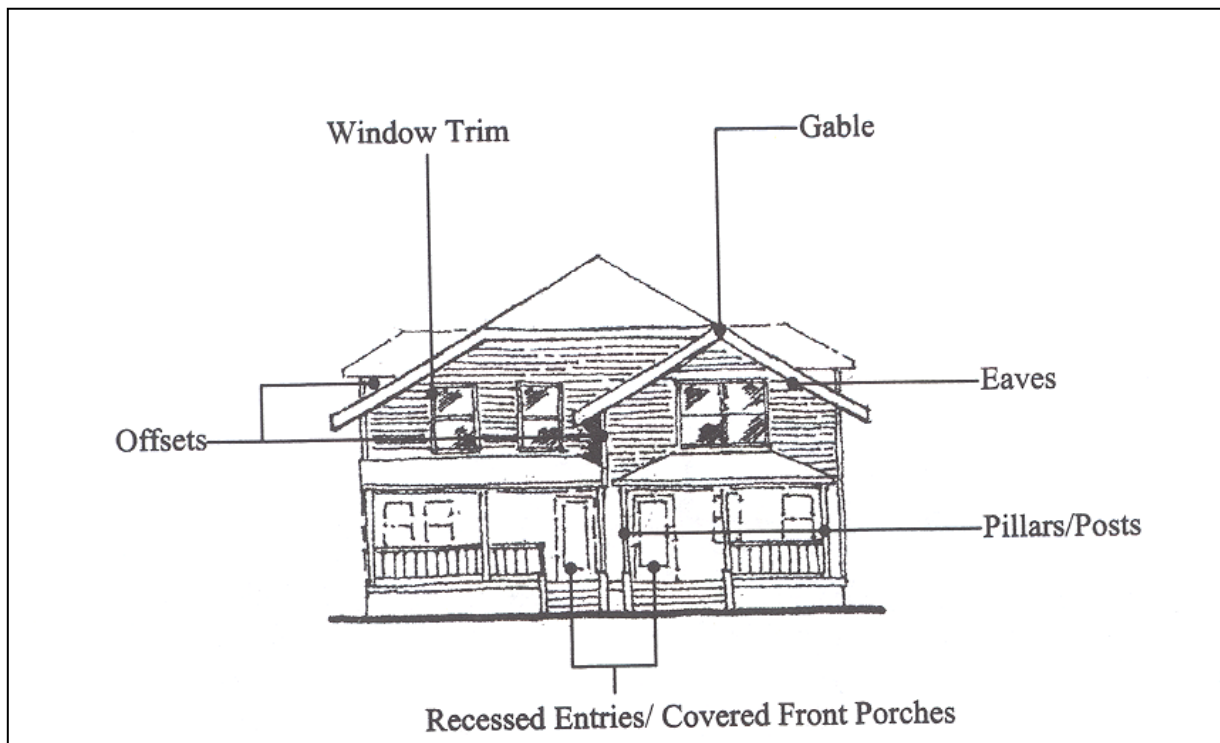 Window Trim
Gable
Eaves
Offsets
Pillars/Posts
Recessed Entries/ Covered Front Porches